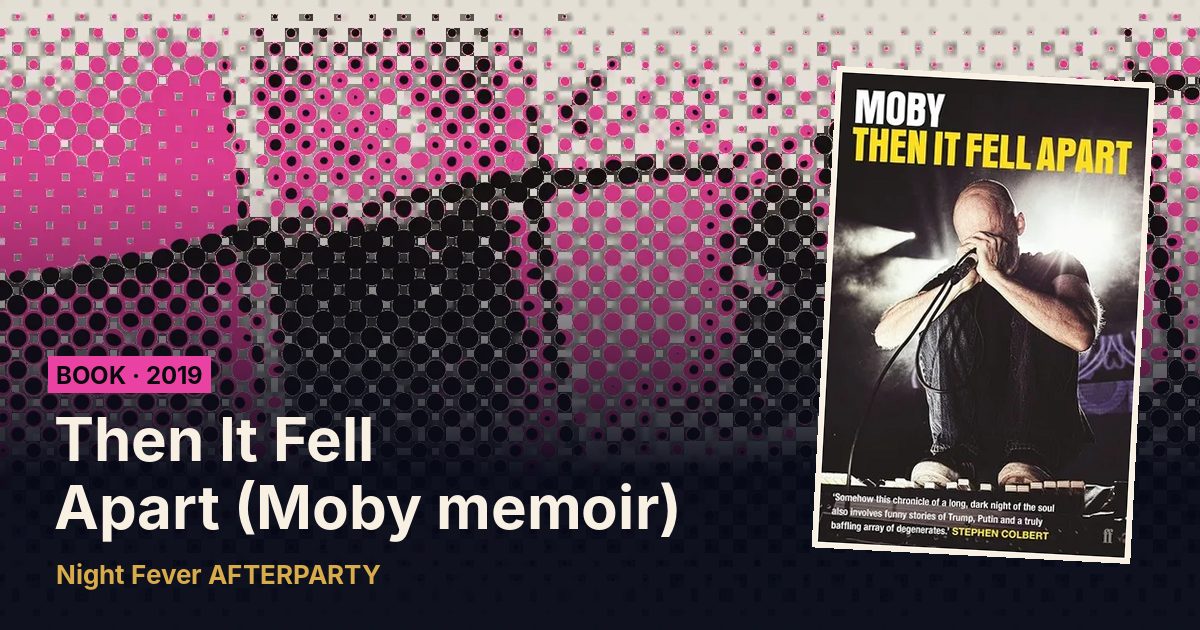 MOBY
THEN IT FELL APART
'Somehow this chronicle of a long, dark night of the soul
also involves funny stories of Trump, Putin and a truly
baffling array of degenerates.' STEPHEN COLBERT
ff
BOOK · 2019
Then It Fell
Apart (Moby memoir)
Night Fever AFTERPARTY